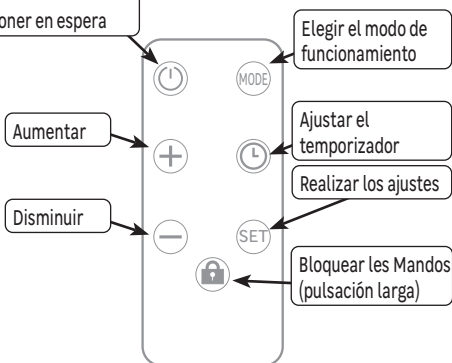 oner en espera
Elegir el modo de
funcionamiento
MODE
Aumentar
Ajustar el
temporizador
Realizar los ajustes
Disminuir
SET
Bloquear les Mandos
(pulsación larga)